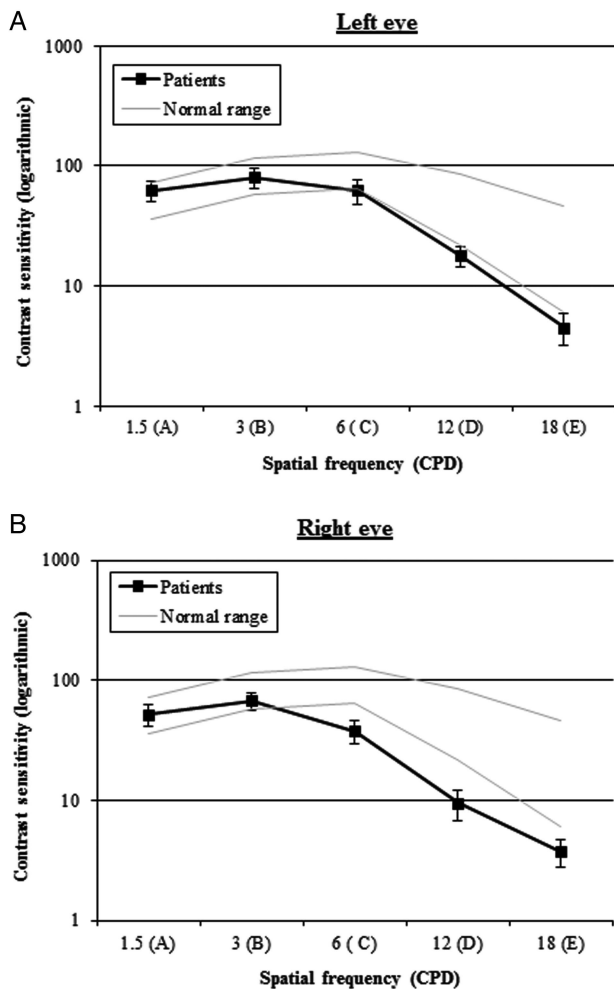 A
Left eye
1000
100
10
1
Contrast sensitivity (logarithmic)
Patients
Normal range
1.5 (A) 3 (B) 6 ( C) 12 (D) 18 (E)
Spatial frequency (CPD)
B
Right eye
1000
100
10
1
Contrast sensitivity (logarithmic)
Patients
Normal range
1.5 (A) 3 (B) 6 ( C) 12 (D) 18 (E)
Spatial frequency (CPD)